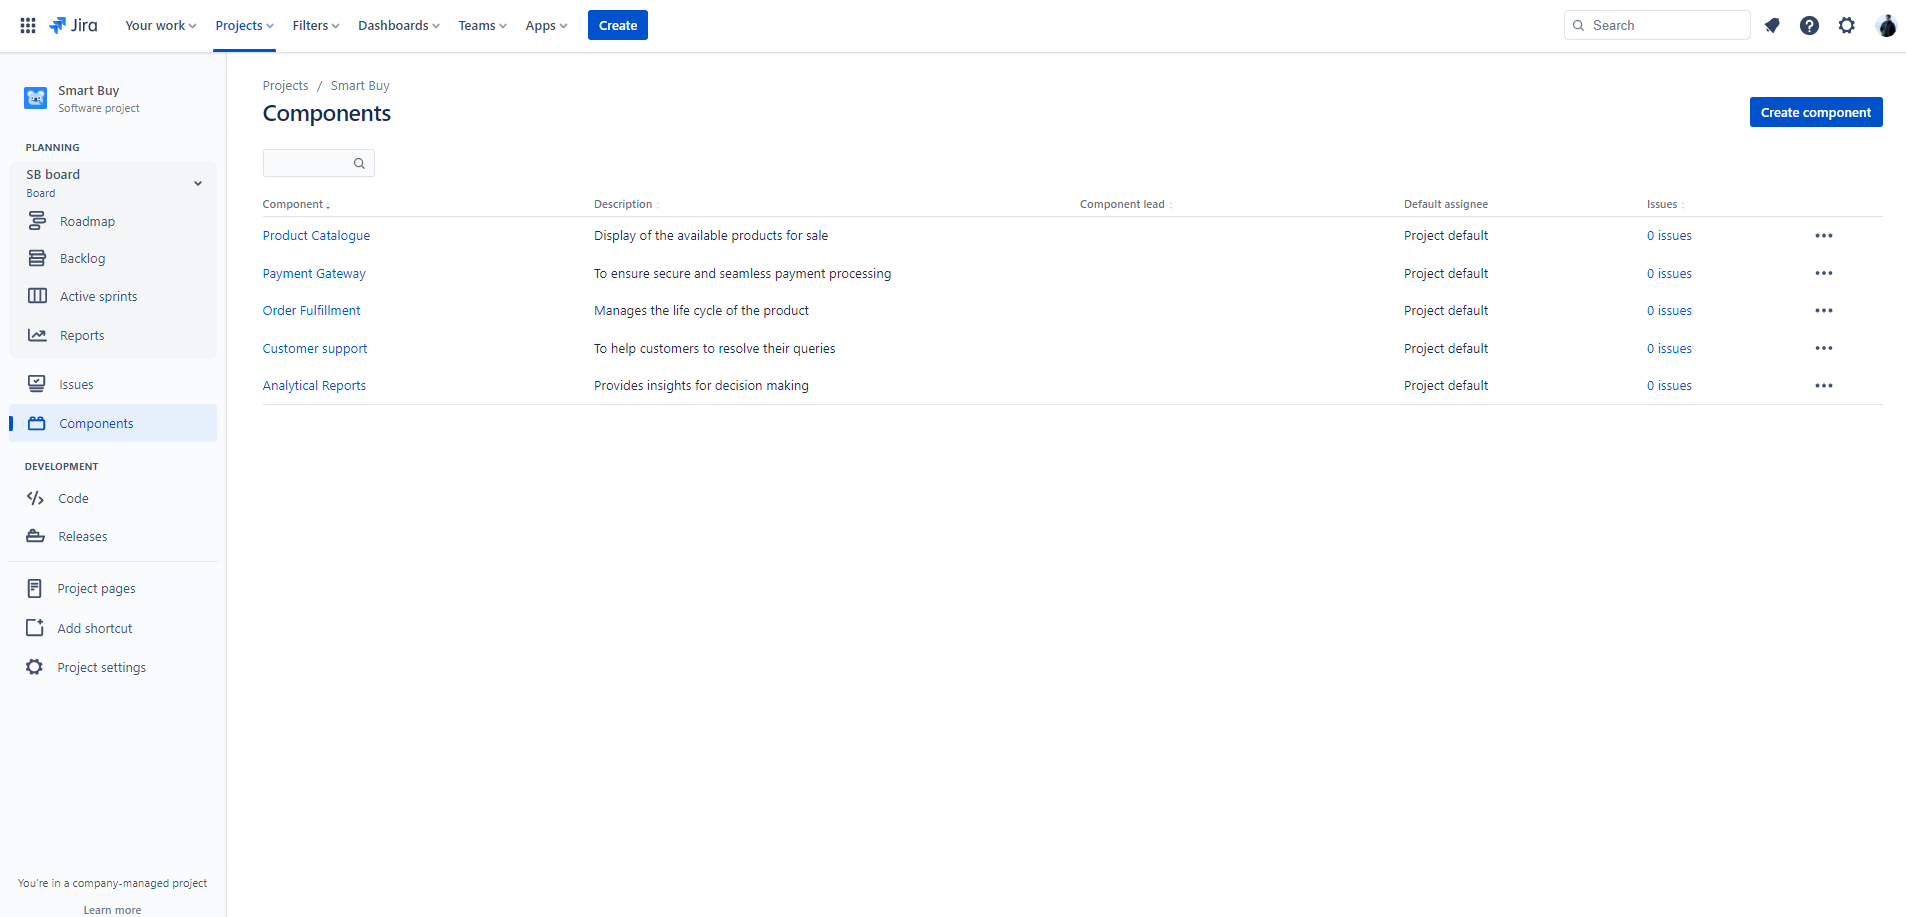 Jira Your work Projects Filters Dashboards Teams Apps Create Search
Smart Buy
Software project
PLANNING
SB board
Board
Roadmap
Backlog
Active sprints
Reports
Issues
Components
DEVELOPMENT
Code
Releases
Project pages
Add shortcut
Project settings
You're in a company-managed project
Learn more
Projects / Smart Buy
Components
Create component
Component Description Component lead Default assignee Issues
Product Catalogue Display of the available products for sale Project default 0 issues
Payment Gateway To ensure secure and seamless payment processing Project default 0 issues
Order Fulfillment Manages the life cycle of the product Project default 0 issues
Customer support To help customers to resolve their queries Project default 0 issues
Analytical Reports Provides insights for decision making Project default 0 issues